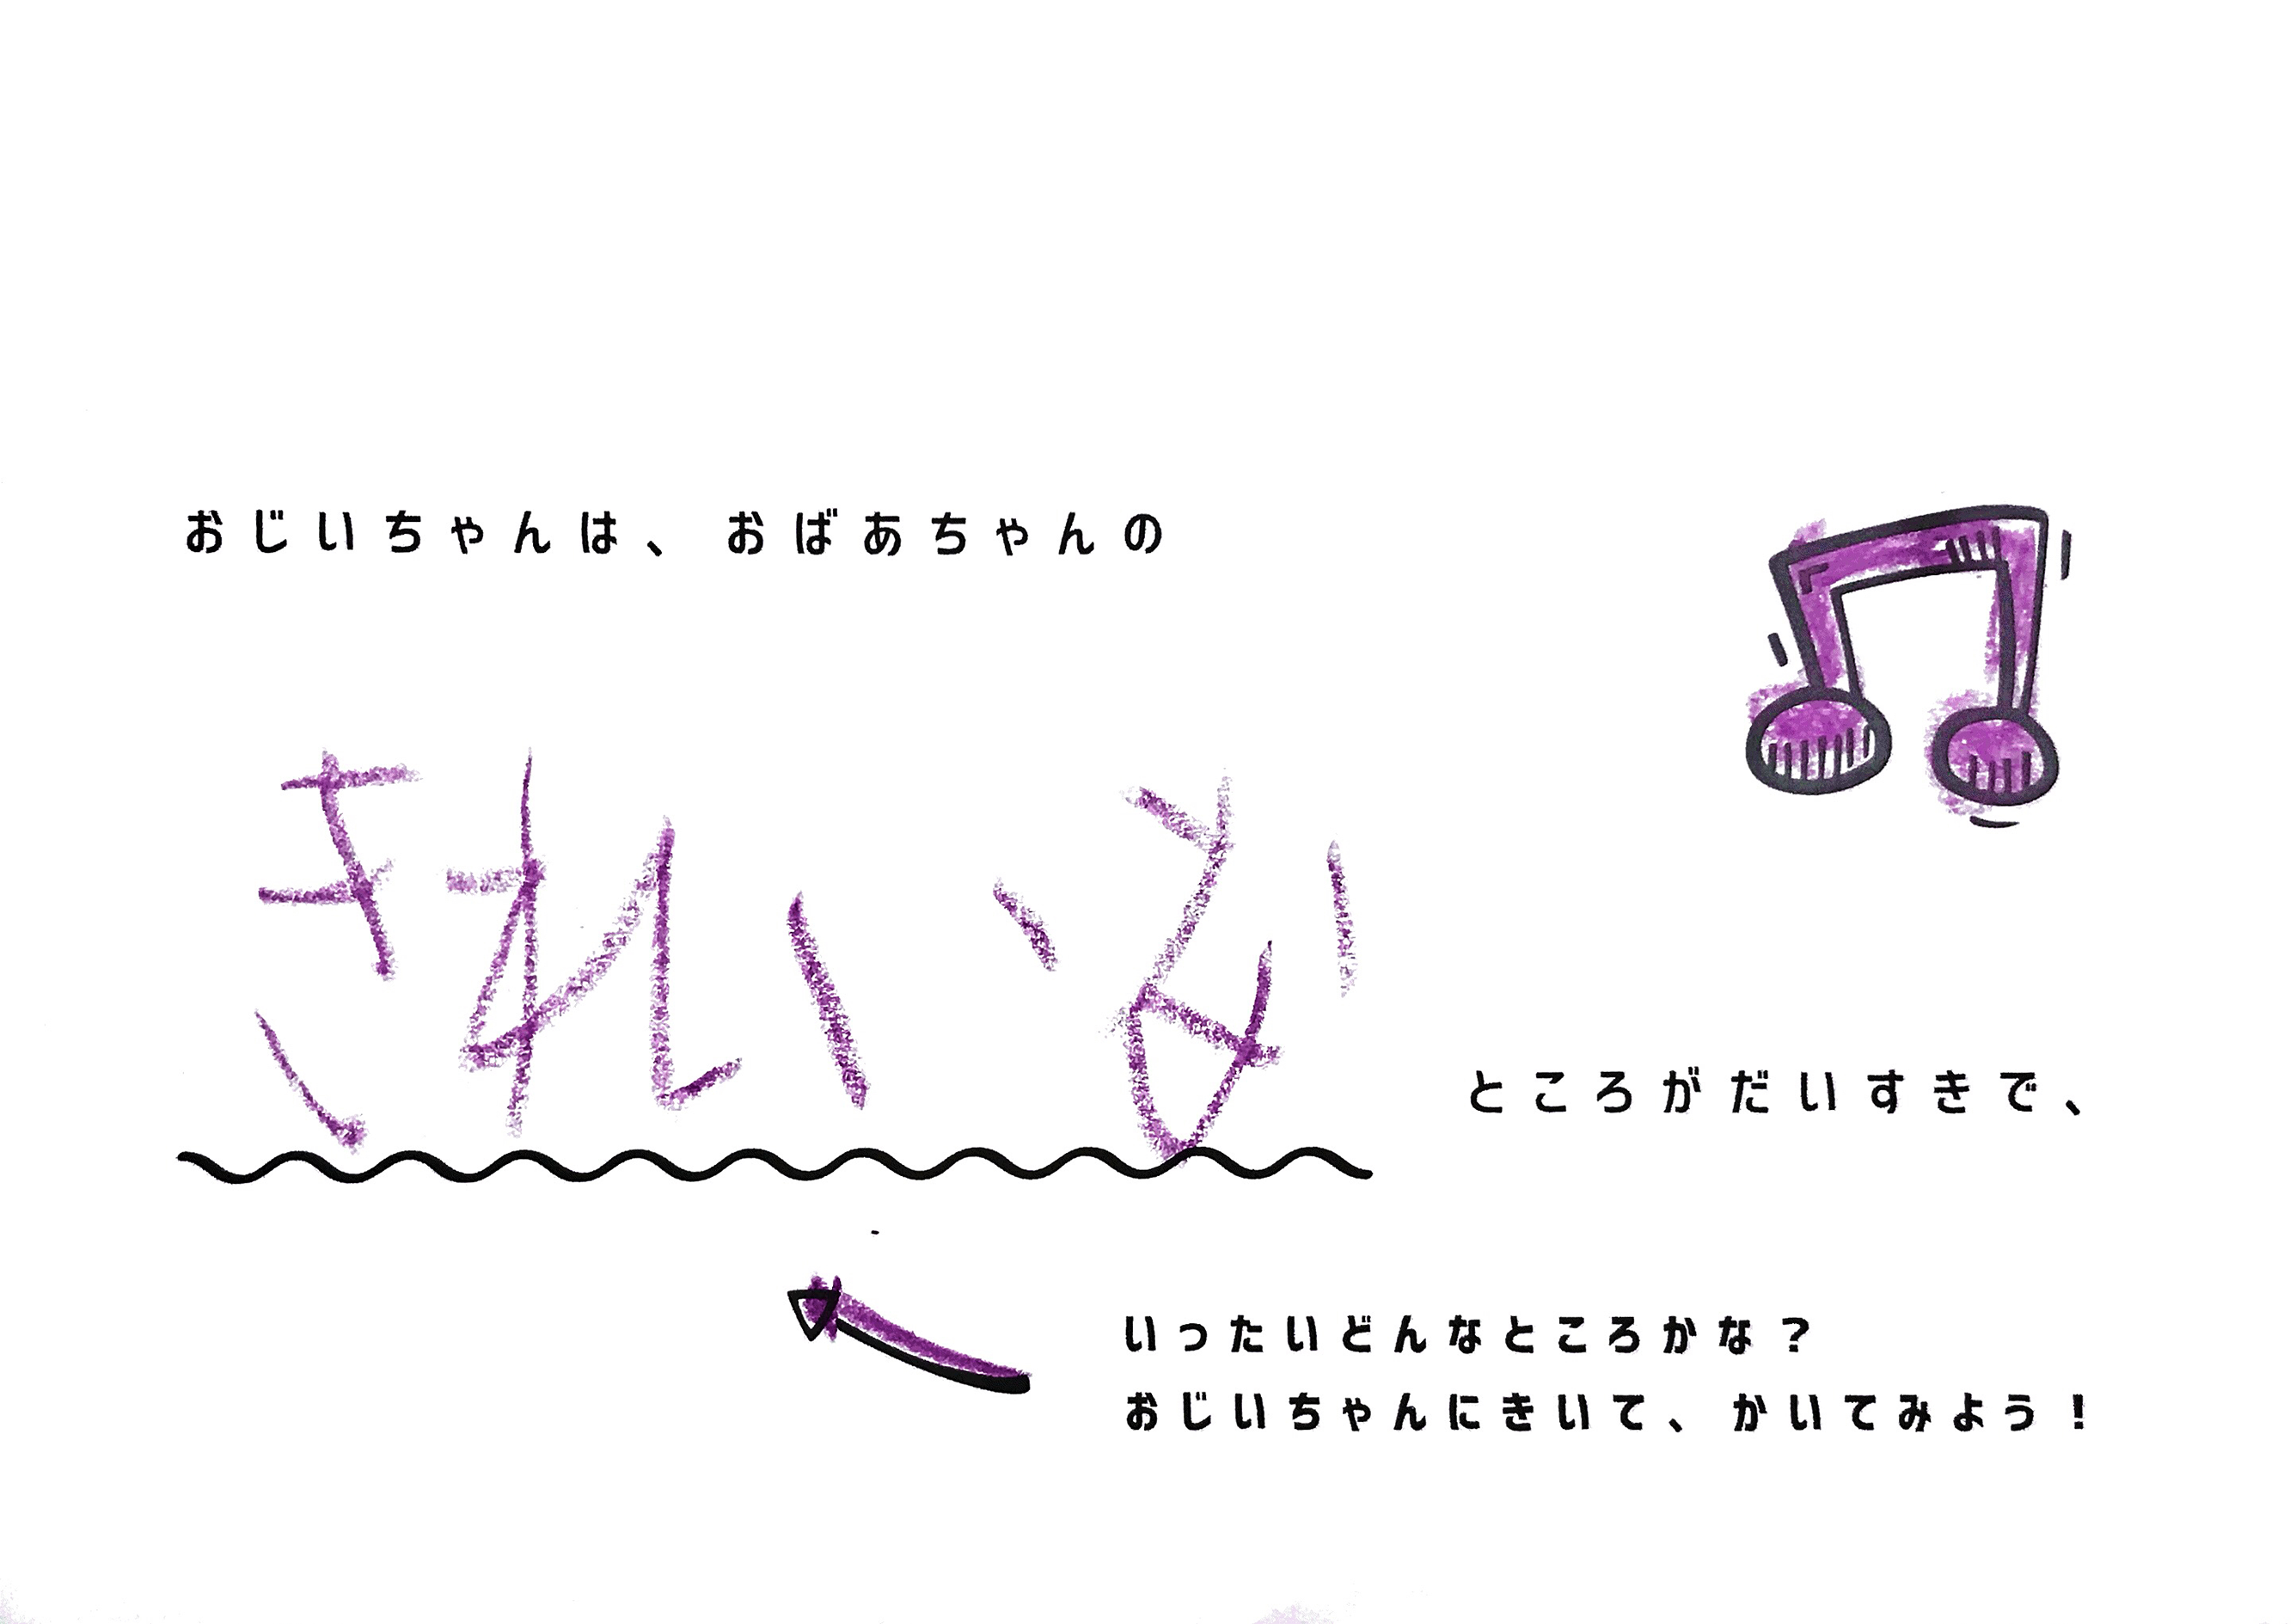 おじいちゃんは、おばあちゃんの
きれいな
ところがだいすきで、
いったいどんなところかな?
おじいちゃんにきいて、かいてみよう!